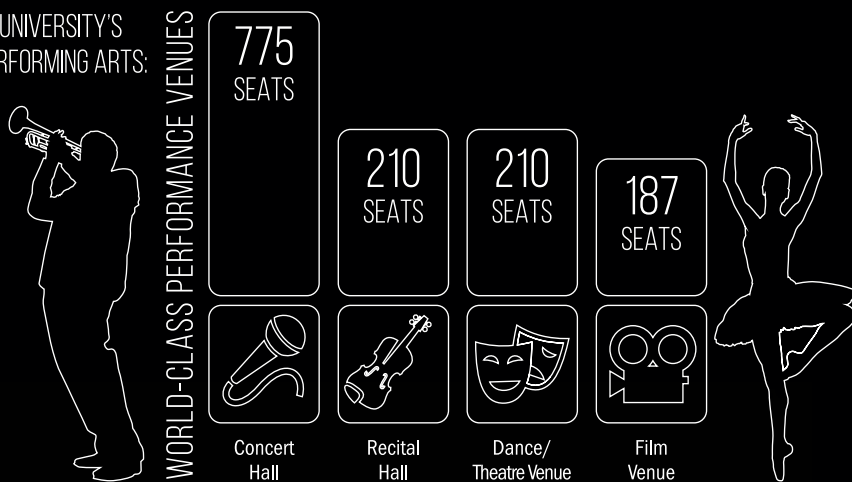 UNIVERSITY'S
RFORMING ARTS:
WORLD-CLASS PERFORMANCE VENUES
775
SEATS
210
SEATS
210
SEATS
187
SEATS
Concert
Hall
Recital
Hall
Dance/
Theatre Venue
Film
Venue